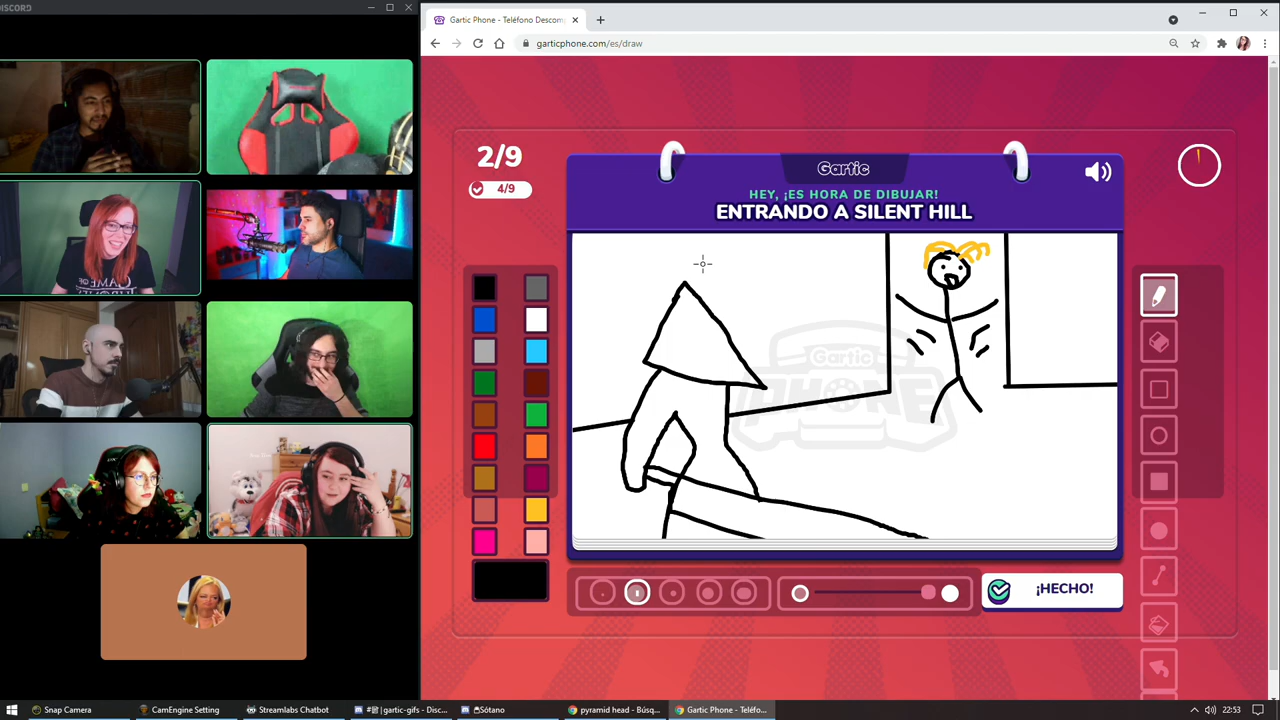 DISCORD
Gartic Phone - Teléfono Descom
garticphone.com/es/draw
2/9
4/9
Gartic
HEY, ¡ES HORA DE DIBUJAR!
ENTRANDO A SILENT HILL
Gartic
PHONE
¡HECHO!
Snap Camera
CamEngine Setting
Streamlabs Chatbot
gartic-gifs | Disc...
Sótano
pyramid head - Búsq...
Gartic Phone - Teléfo...
22:53